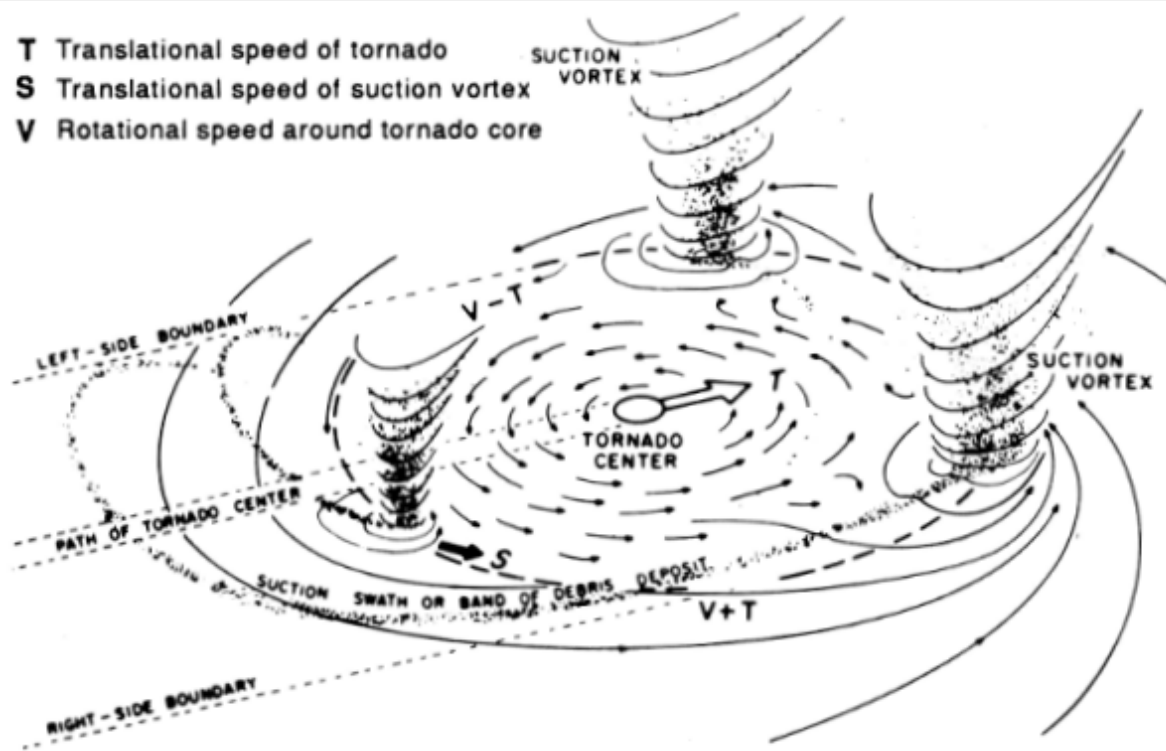 T Translational speed of tornado
S Translational speed of suction vortex
V Rotational speed around tornado core
SUCTION
VORTEX
V-T
LEFT-SIDE BOUNDARY
T
SUCTION
VORTEX
TORNADO
CENTER
PATH OF TORNADO CENTER
S
SUCTION SWATH OR BAND OF DEBRIS DEPOSIT
V+T
RIGHT-SIDE BOUNDARY